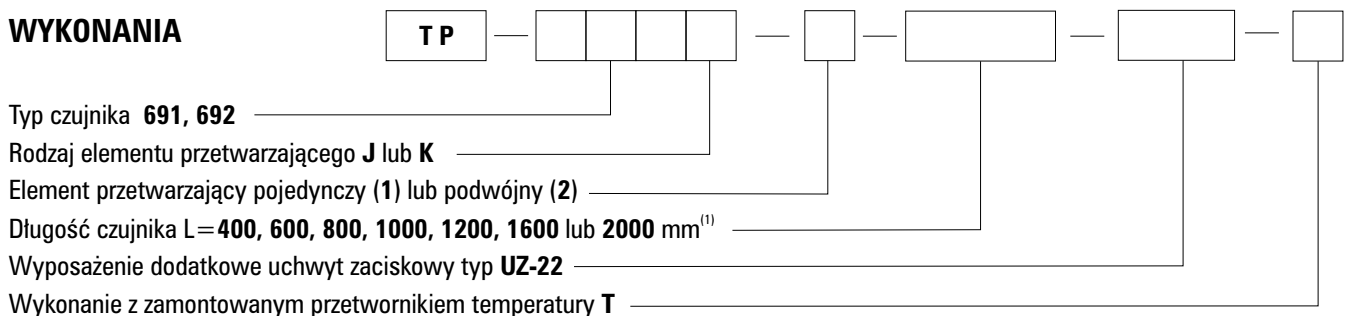 WYKONANIA
T P
Typ czujnika 691, 692
Rodzaj elementu przetwarzającego J lub K
Element przetwarzający pojedynczy (1) lub podwójny (2)
Długość czujnika L=400, 600, 800, 1000, 1200, 1600 lub 2000 mm(1)
Wyposażenie dodatkowe uchwyt zaciskowy typ UZ-22
Wykonanie z zamontowanym przetwornikiem temperatury T